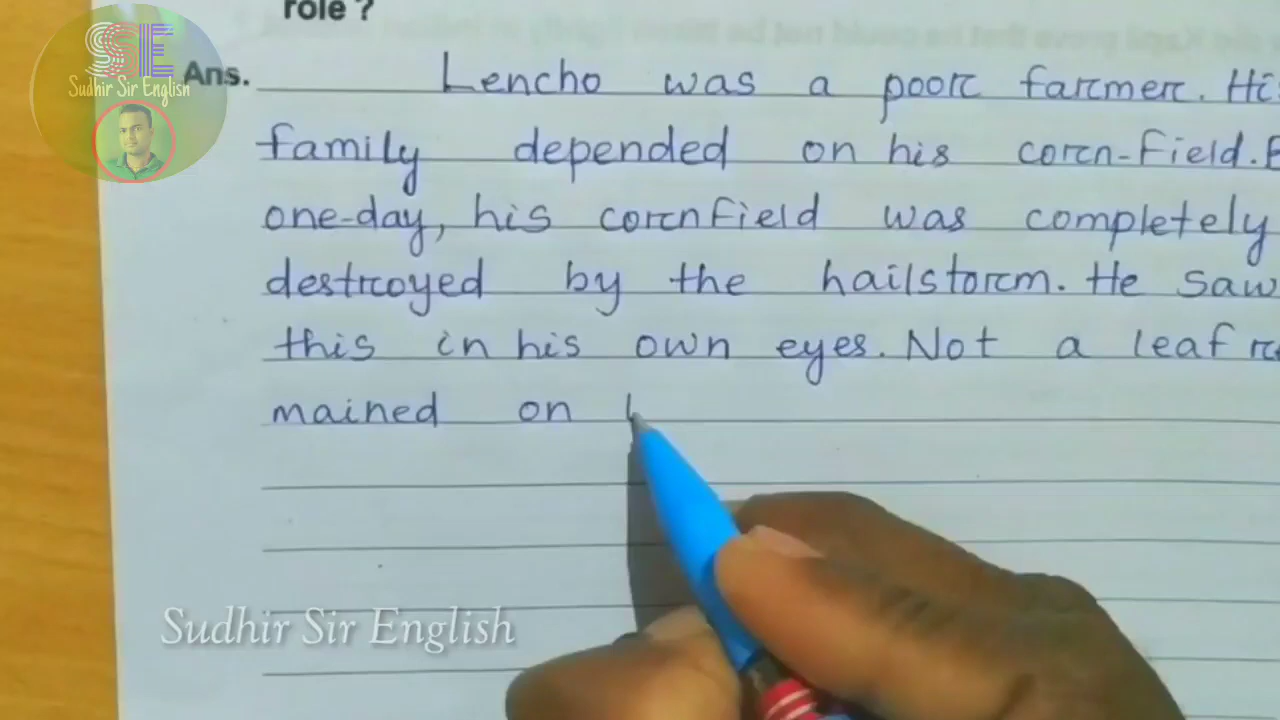 role ?
SE
Sudhir Sir English
Ans. Lencho was a poor farmer. Hi
family depended on his corn-field.
one-day, his cornfield was completely
destroyed by the hailstorm. He saw
this in his own eyes. Not a leaf re
mained on
Sudhir Sir English